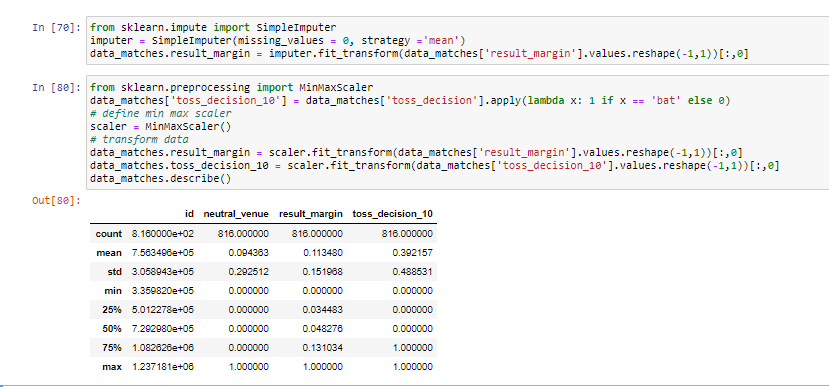 In [70]: from sklearn.impute import SimpleImputer
imputer = SimpleImputer(missing_values = 0, strategy ='mean')
data_matches.result_margin = imputer.fit_transform(data_matches['result_margin'].values.reshape(-1,1))[:,0]
In [80]: from sklearn.preprocessing import MinMaxScaler
data_matches['toss_decision_10'] = data_matches['toss_decision'].apply(lambda x: 1 if x == 'bat' else 0)
# define min max scaler
scaler = MinMaxScaler()
# transform data
data_matches.result_margin = scaler.fit_transform(data_matches['result_margin'].values.reshape(-1,1))[:,0]
data_matches.toss_decision_10 = scaler.fit_transform(data_matches['toss_decision_10'].values.reshape(-1,1))[:,0]
data_matches.describe()
Out[80]:
id neutral_venue result_margin toss_decision_10
count 8.160000e+02 816.000000 816.000000 816.000000
mean 7.563496e+05 0.094363 0.113480 0.392157
std 3.058943e+05 0.292512 0.151968 0.488531
min 3.359820e+05 0.000000 0.000000 0.000000
25% 5.012278e+05 0.000000 0.034483 0.000000
50% 7.292980e+05 0.000000 0.048276 0.000000
75% 1.082626e+06 0.000000 0.131034 1.000000
max 1.237181e+06 1.000000 1.000000 1.000000